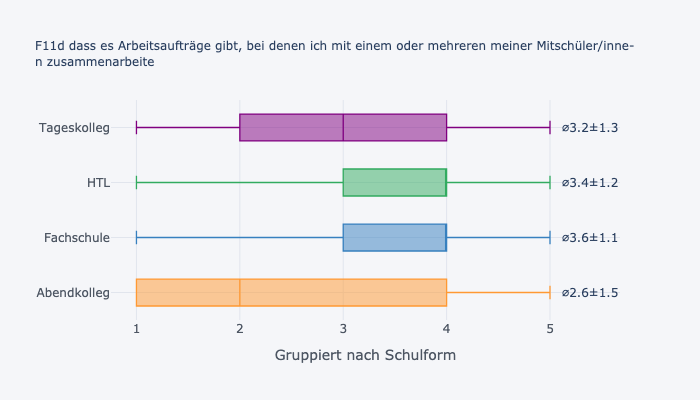 F11d dass es Arbeitsaufträge gibt, bei denen ich mit einem oder mehreren meiner Mitschüler/inne-
n zusammenarbeite
Tageskolleg ⌀3.2±1.3
HTL ⌀3.4±1.2
Fachschule ⌀3.6±1.1
Abendkolleg ⌀2.6±1.5
1 2 3 4 5
Gruppiert nach Schulform